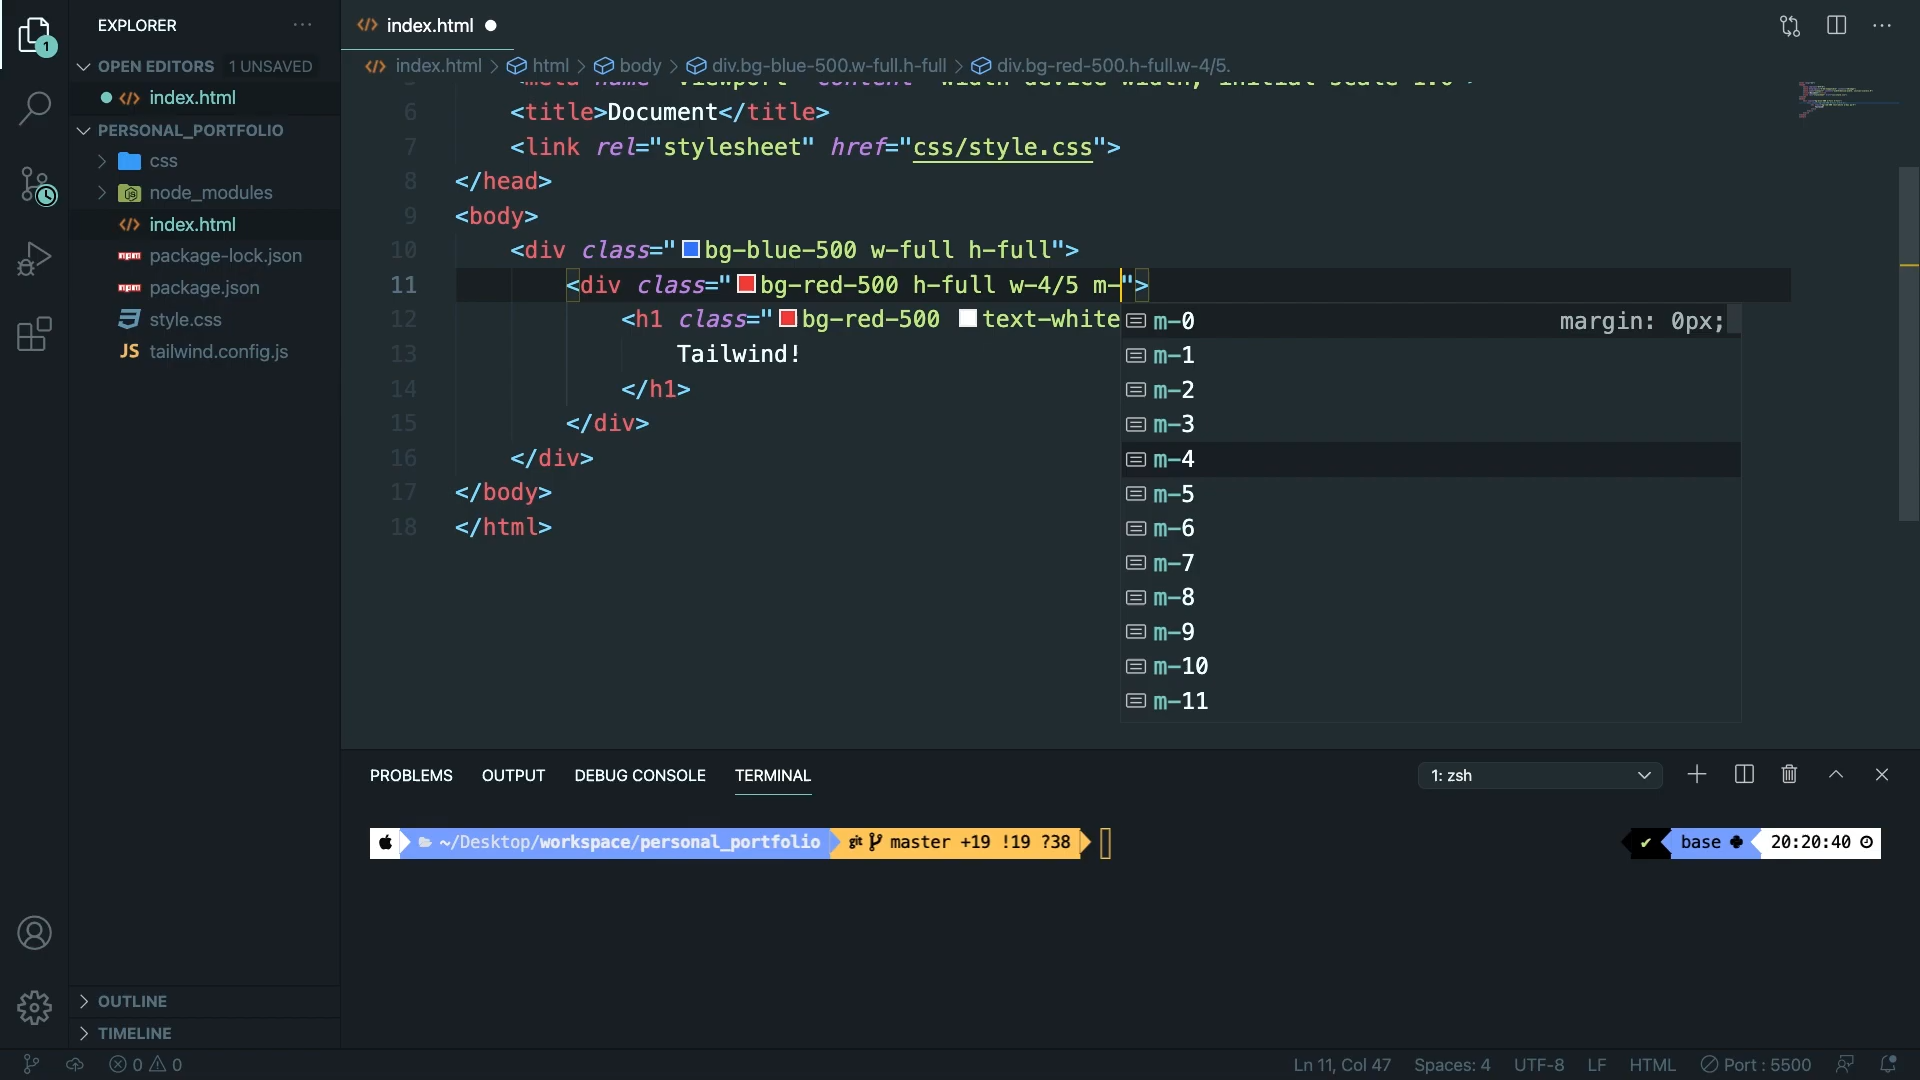 EXPLORER
OPEN EDITORS 1 UNSAVED
index.html
PERSONAL_PORTFOLIO
css
node_modules
index.html
npm package-lock.json
npm package.json
style.css
JS tailwind.config.js
OUTLINE
TIMELINE
1
index.html
index.html > html > body > div.bg-blue-500.w-full.h-full > div.bg-red-500.h-full.w-4/5.
6 <title>Document</title>
7 <link rel="stylesheet" href="css/style.css">
8 </head>
9 <body>
10 <div class="bg-blue-500 w-full h-full">
11 <div class="bg-red-500 h-full w-4/5 m-">
12 <h1 class="bg-red-500 text-white
13 Tailwind!
14 </h1>
15 </div>
16 </div>
17 </body>
18 </html>
m-0 margin: 0px;
m-1
m-2
m-3
m-4
m-5
m-6
m-7
m-8
m-9
m-10
m-11
PROBLEMS OUTPUT DEBUG CONSOLE TERMINAL
1: zsh
~/Desktop/workspace/personal_portfolio git master +19 !19 ?38
✔ base 20:20:40
0 0
Ln 11, Col 47 Spaces: 4 UTF-8 LF HTML Port : 5500